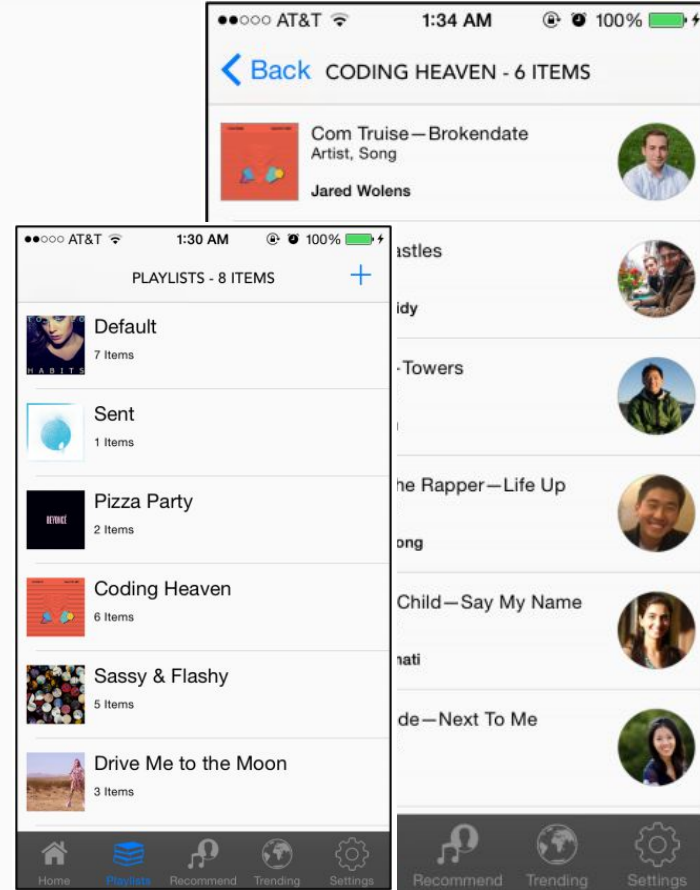 AT&T 1:34 AM 100%
Back CODING HEAVEN - 6 ITEMS
Com Truise—Brokendate
Artist, Song
Jared Wolens
astles
idy
-Towers
he Rapper—Life Up
ong
Child—Say My Name
nati
de—Next To Me
Recommend Trending Settings
AT&T 1:30 AM 100%
PLAYLISTS - 8 ITEMS +
HABITS
Default
7 Items
Sent
1 Items
BEYONCÉ
Pizza Party
2 Items
Coding Heaven
6 Items
Sassy & Flashy
5 Items
Drive Me to the Moon
3 Items
Home Playlists Recommend Trending Settings